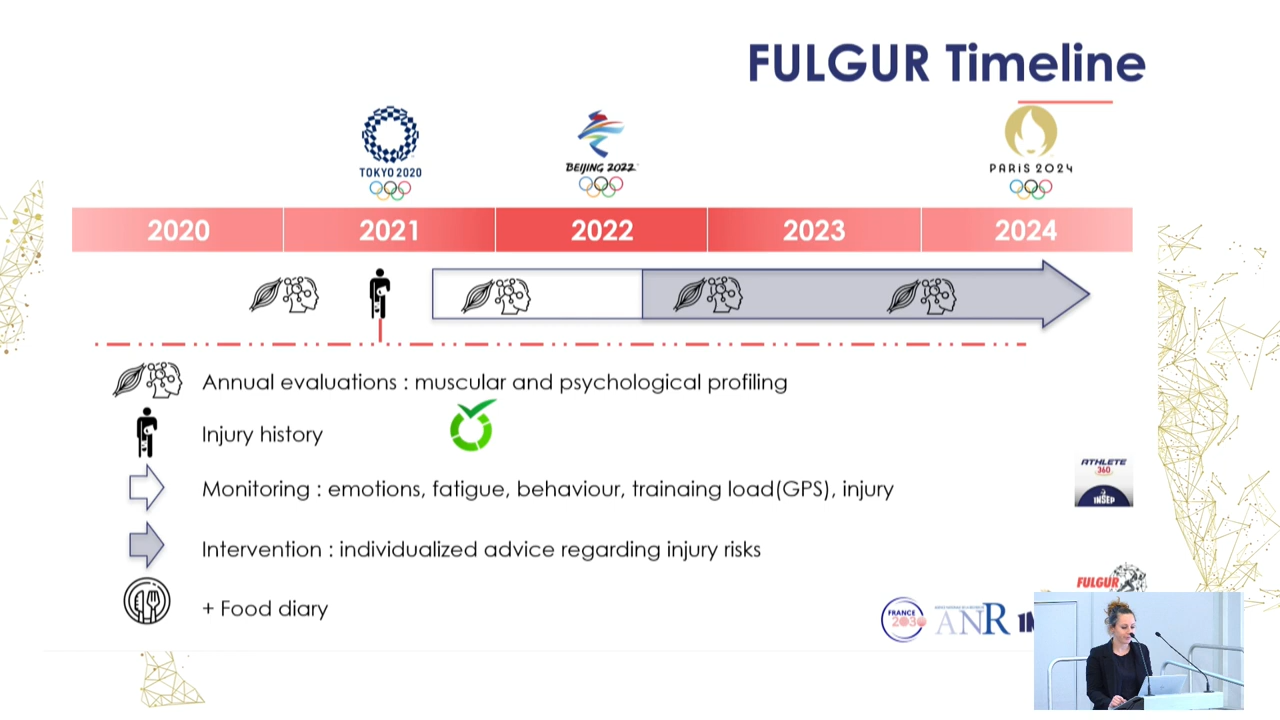 FULGUR Timeline
TOKYO 2020
BEIJING 2022
PARIS 2024
2020 2021 2022 2023 2024
Annual evaluations : muscular and psychological profiling
Injury history
Monitoring : emotions, fatigue, behaviour, trainaing load(GPS), injury
ATHLETE
360
INSEP
Intervention : individualized advice regarding injury risks
FULGUR
+ Food diary
FRANCE
2030
ANR